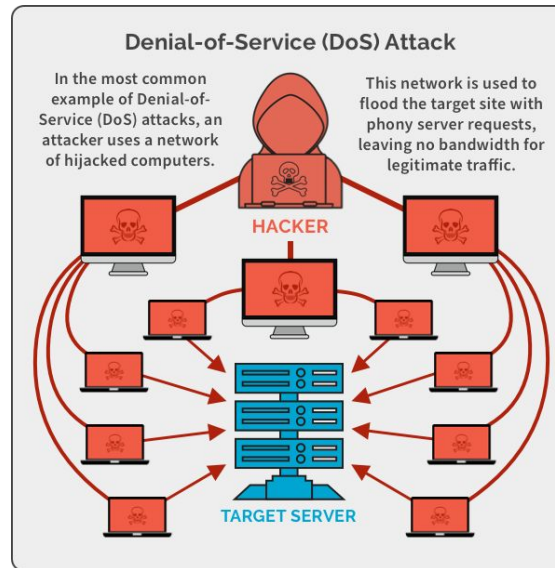 Denial-of-Service (DoS) Attack
In the most common
example of Denial-of-
Service (DoS) attacks, an
attacker uses a network
of hijacked computers.
This network is used to
flood the target site with
phony server requests,
leaving no bandwidth for
legitimate traffic.
HACKER
TARGET SERVER